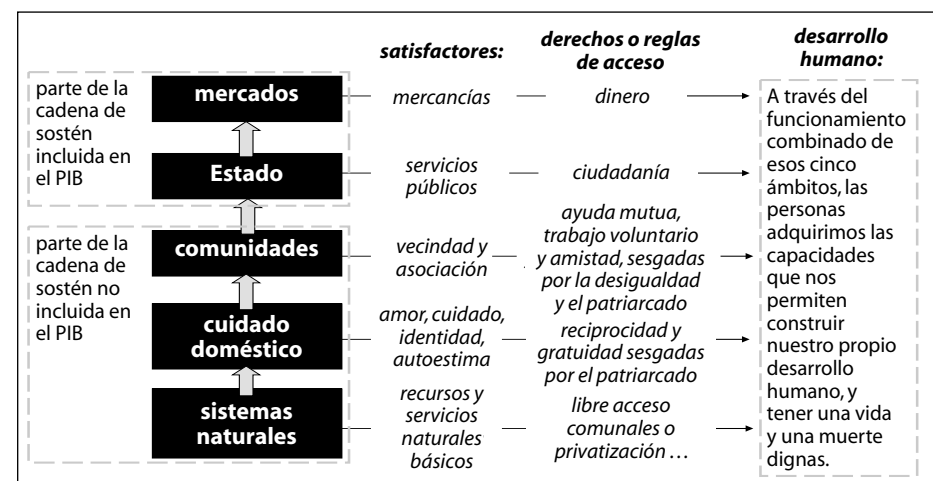 satisfactores:
derechos o reglas
de acceso
desarrollo
humano:
parte de la
cadena de
sostén
incluida en
el PIB
mercados
mercancías
dinero
Estado
servicios
públicos
ciudadanía
parte de la
cadena de
sostén no
incluida en
el PIB
comunidades
vecindad y
asociación
ayuda mutua,
trabajo voluntario
y amistad, sesgadas
por la desigualdad
y el patriarcado
cuidado
doméstico
amor, cuidado,
identidad,
autoestima
reciprocidad y
gratuidad sesgadas
por el patriarcado
sistemas
naturales
recursos y
servicios
naturales
básicos
libre acceso
comunales o
privatización ...
A través del
funcionamiento
combinado de
esos cinco
ámbitos, las
personas
adquirimos las
capacidades
que nos
permiten
construir
nuestro propio
desarrollo
humano, y
tener una vida
y una muerte
dignas.